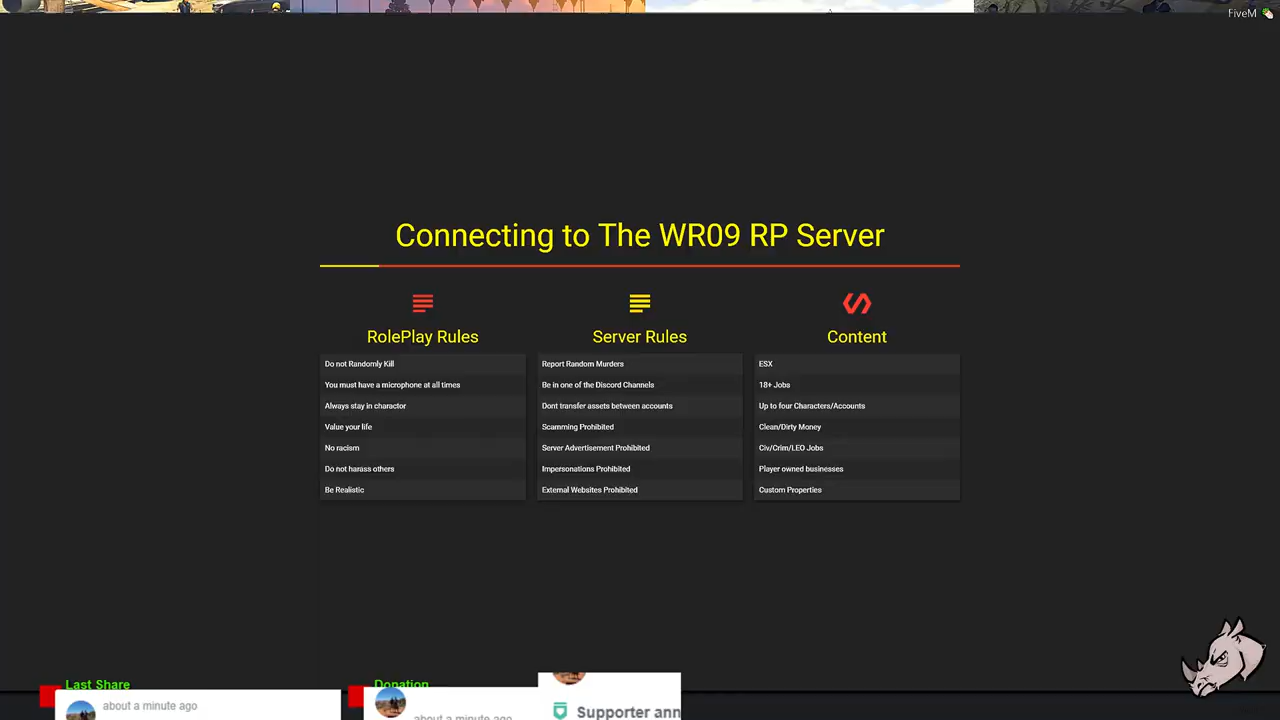 FiveM
Connecting to The WR09 RP Server
RolePlay Rules
Do not Randomly Kill
You must have a microphone at all times
Always stay in charactor
Value your life
No racism
Do not harass others
Be Realistic
Server Rules
Report Random Murders
Be in one of the Discord Channels
Dont transfer assets between accounts
Scamming Prohibited
Server Advertisement Prohibited
Impersonations Prohibited
External Websites Prohibited
Content
ESX
18+ Jobs
Up to four Characters/Accounts
Clean/Dirty Money
Civ/Crim/LEO Jobs
Player owned businesses
Custom Properties
Last Share
about a minute ago
Donation
about a minute ago
Supporter ann